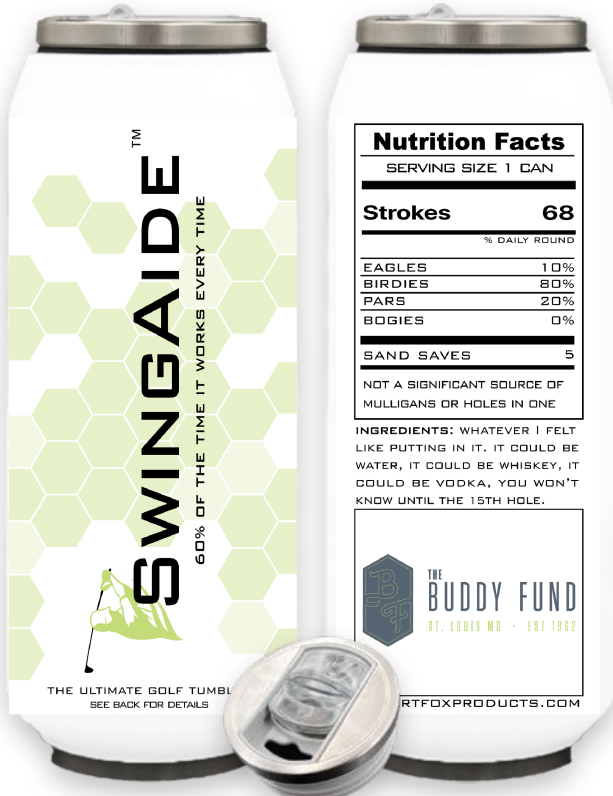 SWINGAIDE™
60% OF THE TIME IT WORKS EVERY TIME
THE ULTIMATE GOLF
SEE BACK FOR DETAILS
Nutrition Facts
SERVING SIZE 1 CAN
Strokes 68
% DAILY ROUND
EAGLES 10%
BIRDIES 80%
PARS 20%
BOGIES 0%
SAND SAVES 5
NOT A SIGNIFICANT SOURCE OF
MULLIGANS OR HOLES IN ONE
INGREDIENTS: WHATEVER I FELT
LIKE PUTTING IN IT. IT COULD BE
WATER, IT COULD BE WHISKEY, IT
COULD BE VODKA, YOU WON'T
KNOW UNTIL THE 15TH HOLE.
BF
THE
BUDDY FUND
ST. LOUIS MO - EST 1962
RTFOXPRODUCTS.COM